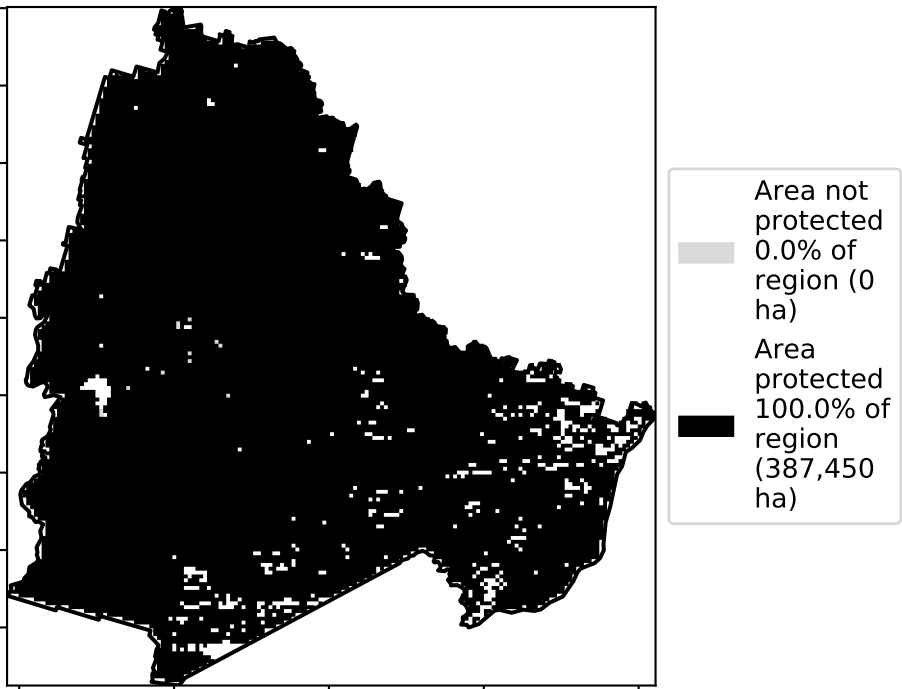 Area not
protected
0.0% of
region (0
ha)
Area
protected
100.0% of
region
(387,450
ha)